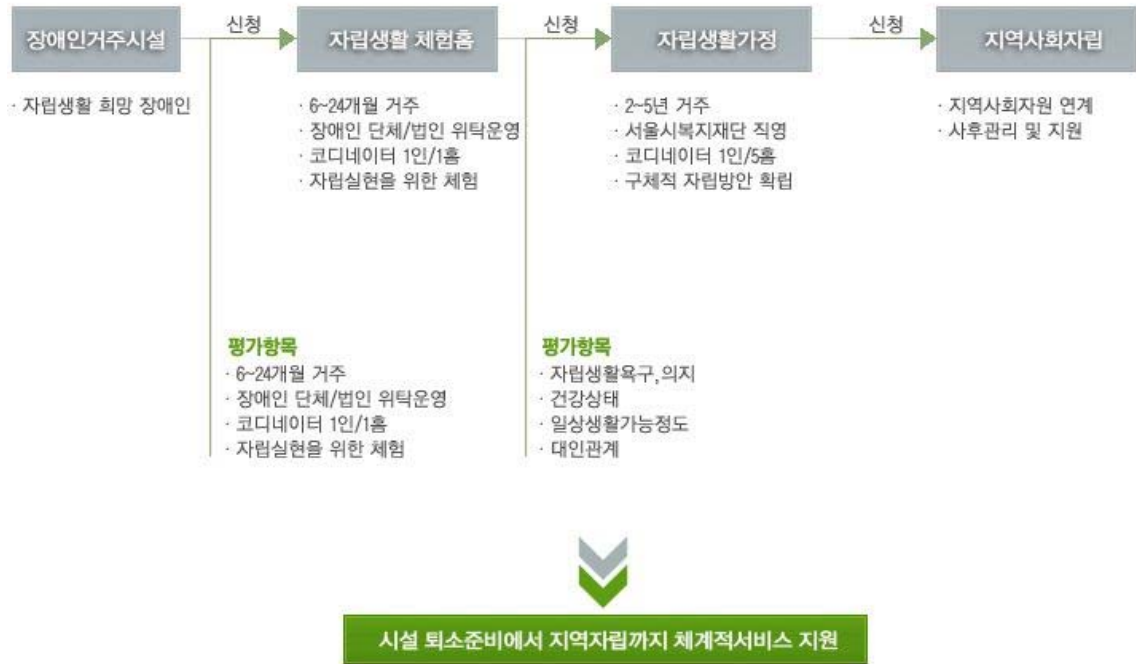 신청
신청
신청
장애인거주시설
자립생활 체험홈
자립생활가정
지역사회자립
· 자립생활 희망 장애인
· 6~24개월 거주
· 장애인 단체/법인 위탁운영
· 코디네이터 1인/1홈
· 자립실현을 위한 체험
· 2~5년 거주
· 서울시복지재단 직영
· 코디네이터 1인/5홈
· 구체적 자립방안 확립
· 지역사회자원 연계
· 사후관리 및 지원
평가항목
· 6~24개월 거주
· 장애인 단체/법인 위탁운영
· 코디네이터 1인/1홈
· 자립실현을 위한 체험
평가항목
· 자립생활욕구,의지
· 건강상태
· 일상생활가능정도
· 대인관계
시설 퇴소준비에서 지역자립까지 체계적서비스 지원